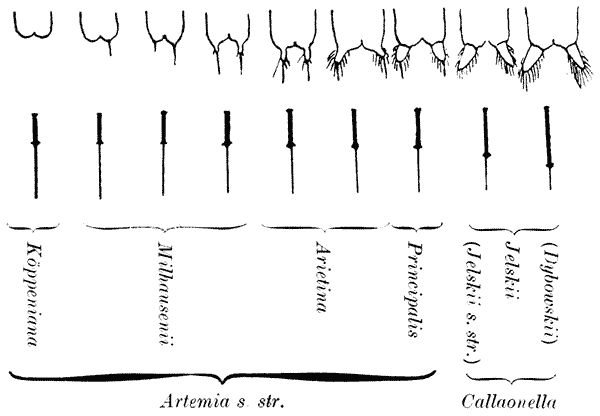 Köppeniana
Milhausenii
Arietina
Principalis
(Jelskii s. str.)
Jelskii
(Dybowskii)
Artemia s. str.
Callaonella